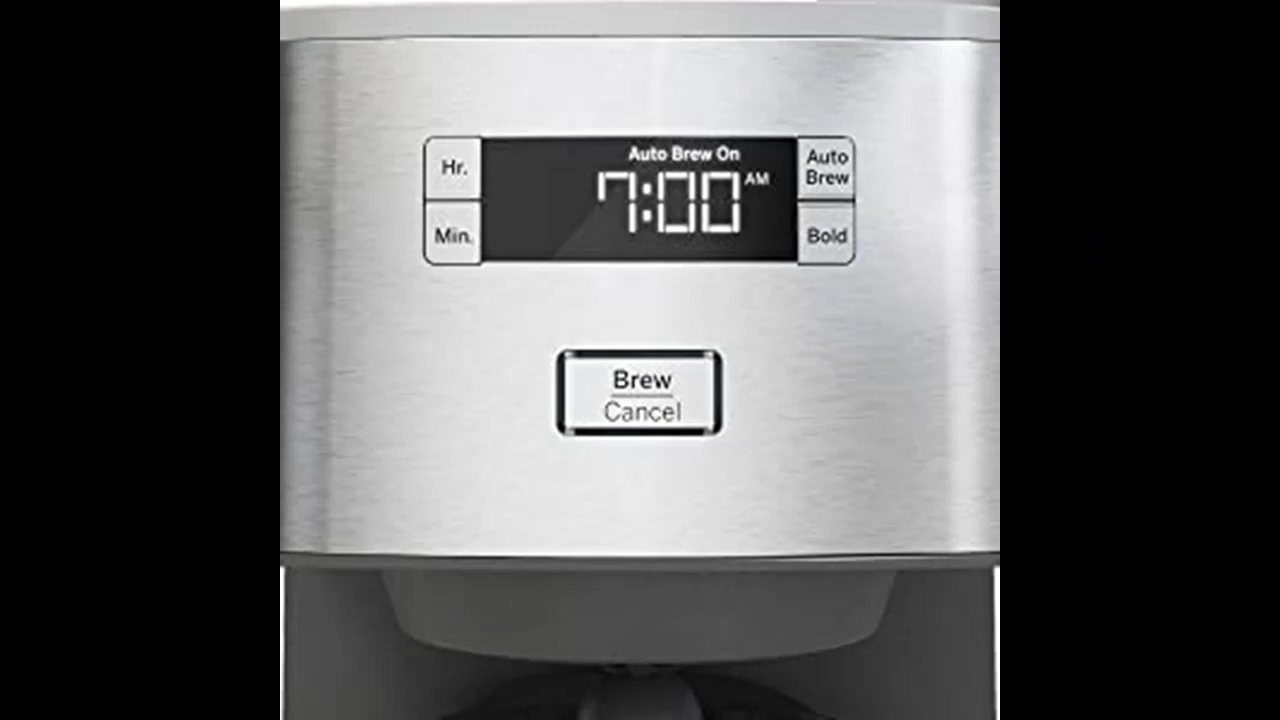 Hr.
Min.
Auto Brew On
7:00 AM
Auto
Brew
Bold
Brew
Cancel